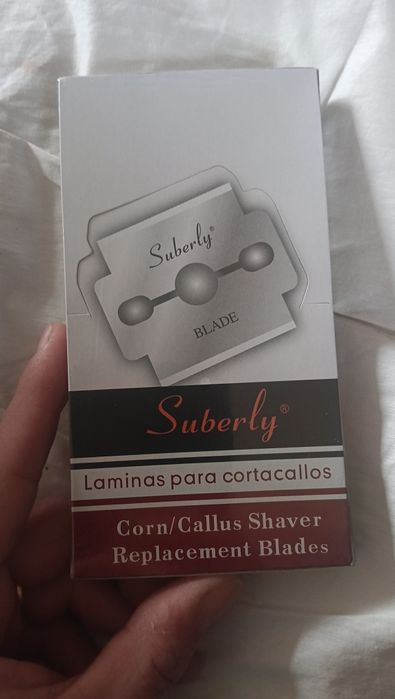 Suberly®
BLADE
Suberly®
Laminas para cortacallos
Corn/Callus Shaver
Replacement Blades